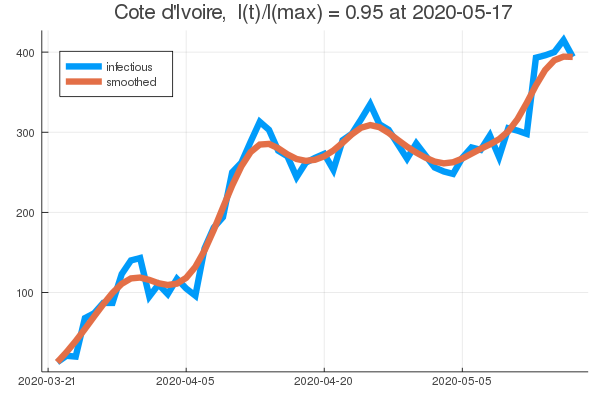 Cote d'Ivoire,  I(t)/I(max) = 0.95 at 2020-05-17
infectious
smoothed
400
300
200
100
2020-03-21
2020-04-05
2020-04-20
2020-05-05